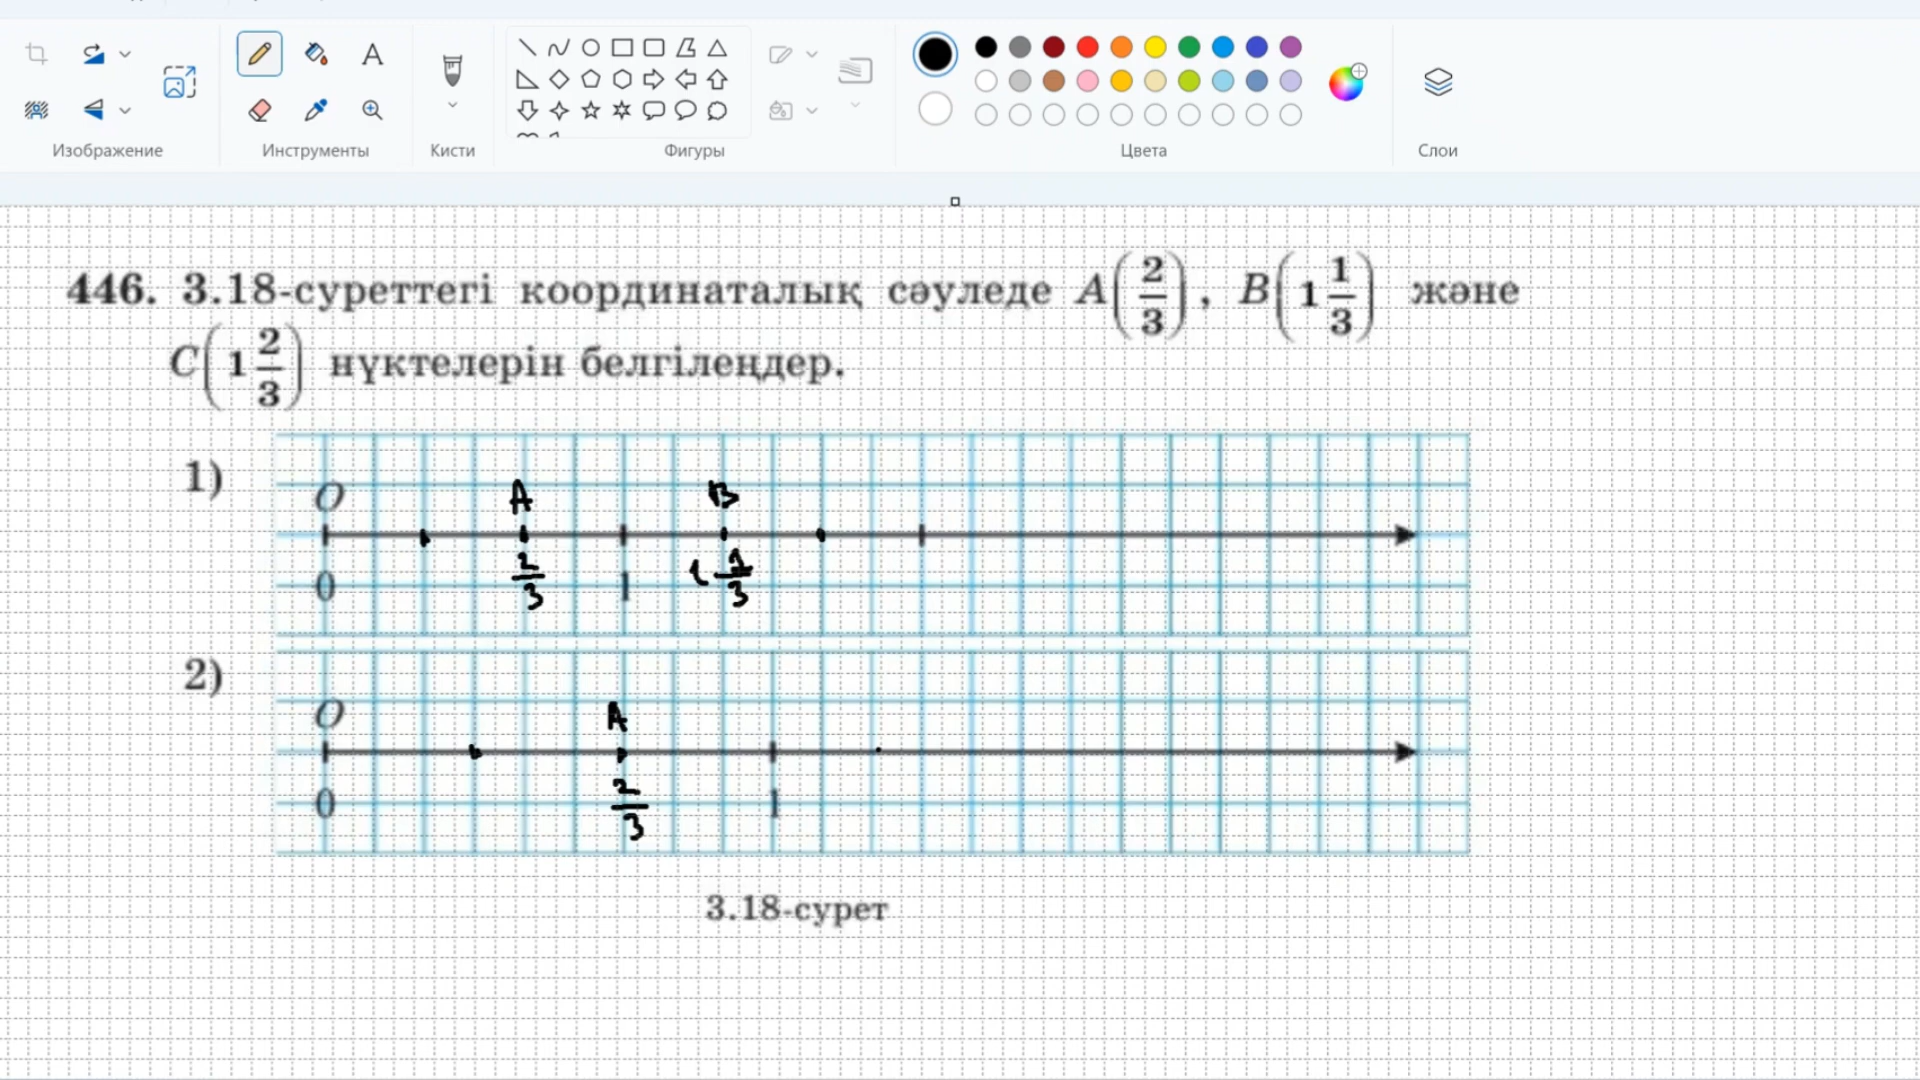 Изображение
Инструменты
Кисти
Фигуры
Цвета
Слои
446. 3.18-суреттегі координаталық сәуледе A(2/3), B(1 1/3) және
C(1 2/3) нүктелерін белгілеңдер.
1)
O A B
0 2/3 1 1 1/3
2)
O A
0 2/3 1
3.18-сурет